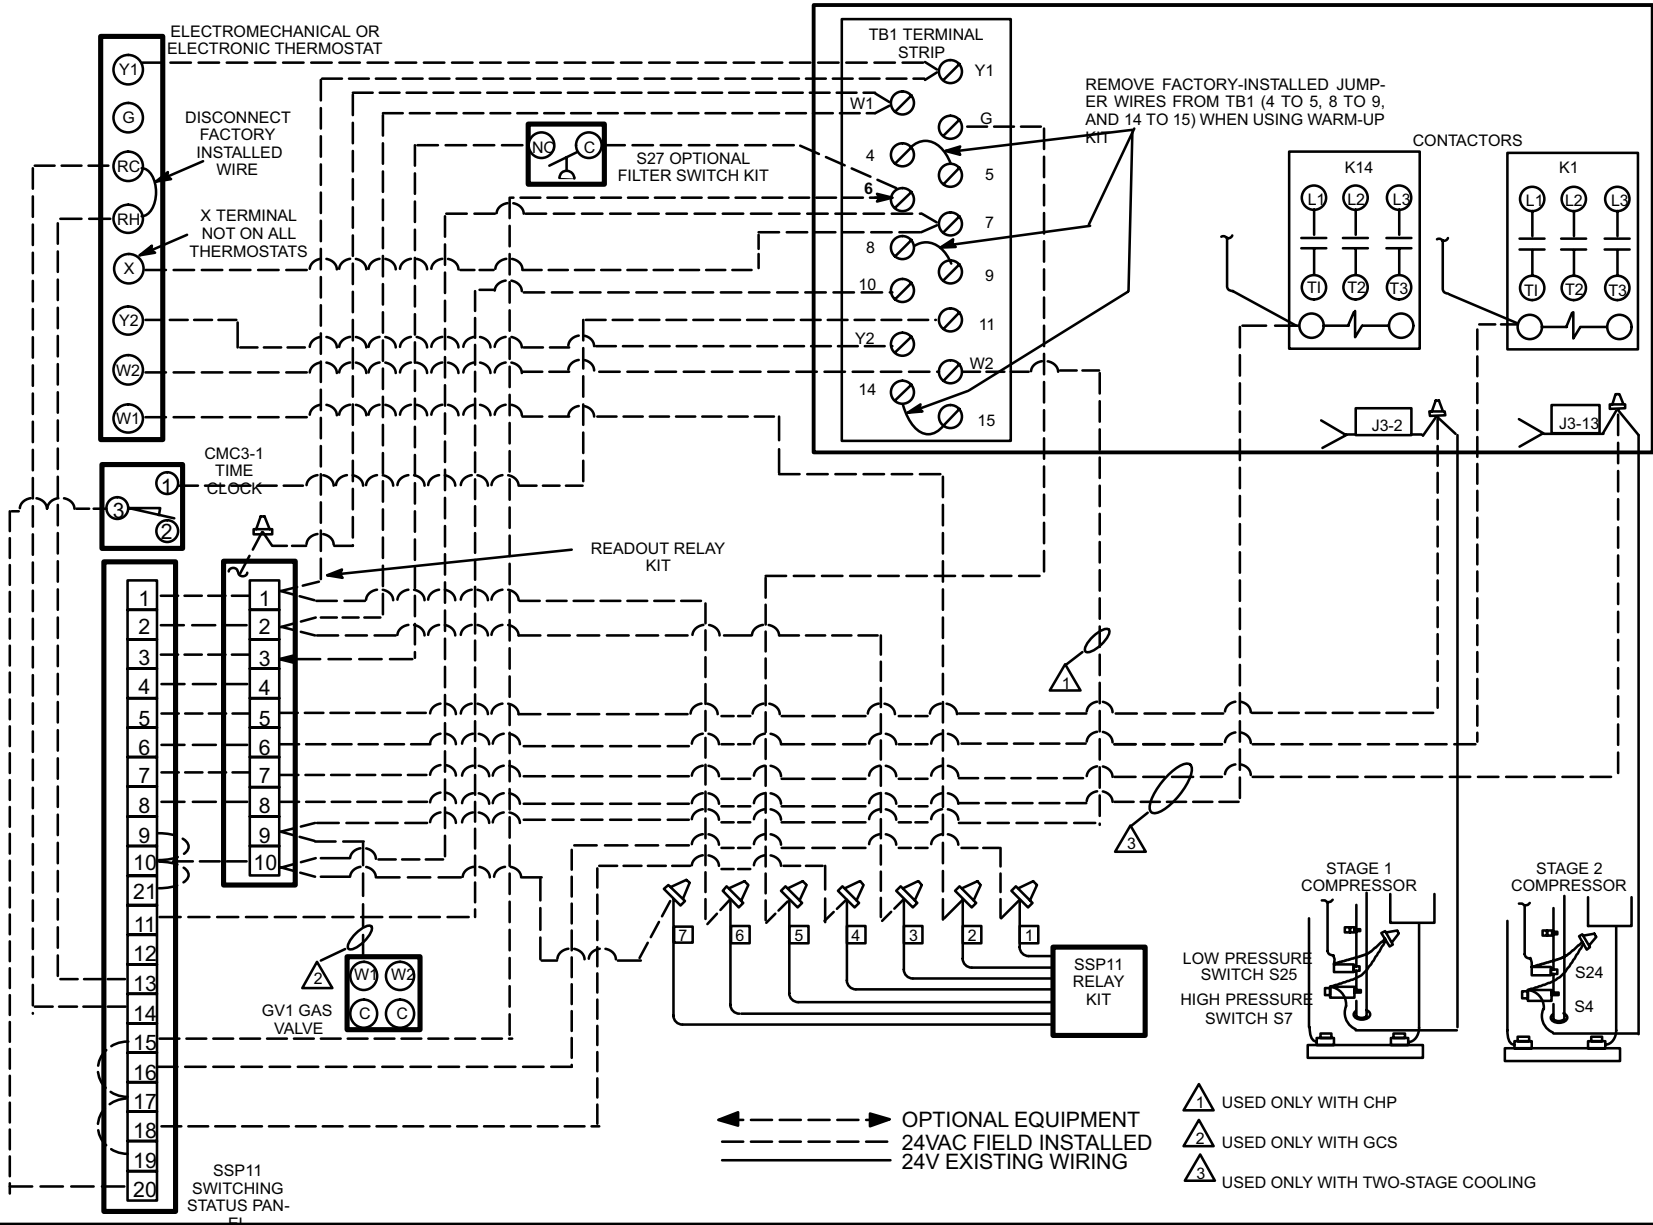 ELECTROMECHANICAL OR
ELECTRONIC THERMOSTAT
Y1
G
RC
RH
X
Y2
W2
W1
DISCONNECT
FACTORY
INSTALLED
WIRE
X TERMINAL
NOT ON ALL
THERMOSTATS
NC
C
S27 OPTIONAL
FILTER SWITCH KIT
TB1 TERMINAL
STRIP
Y1
W1
G
4
5
6
7
8
9
10
11
Y2
W2
14
15
REMOVE FACTORY-INSTALLED JUMP-
ER WIRES FROM TB1 (4 TO 5, 8 TO 9,
AND 14 TO 15) WHEN USING WARM-UP
KIT
CONTACTORS
K14
L1 L2 L3
T1 T2 T3
K1
L1 L2 L3
T1 T2 T3
J3-2
J3-13
CMC3-1
TIME
CLOCK
1
3
2
READOUT RELAY
KIT
1
2
3
4
5
6
7
8
9
10
21
11
12
13
14
15
16
17
18
19
20
1
2
3
4
5
6
7
8
9
10
1
3
2
W1 W2
C C
GV1 GAS
VALVE
7 6 5 4 3 2 1
SSP11
RELAY
KIT
STAGE 1
COMPRESSOR
LOW PRESSURE
SWITCH S25
HIGH PRESSURE
SWITCH S7
STAGE 2
COMPRESSOR
S24
S4
SSP11
SWITCHING
STATUS PAN-
EL
OPTIONAL EQUIPMENT
24VAC FIELD INSTALLED
24V EXISTING WIRING
1 USED ONLY WITH CHP
2 USED ONLY WITH GCS
3 USED ONLY WITH TWO-STAGE COOLING